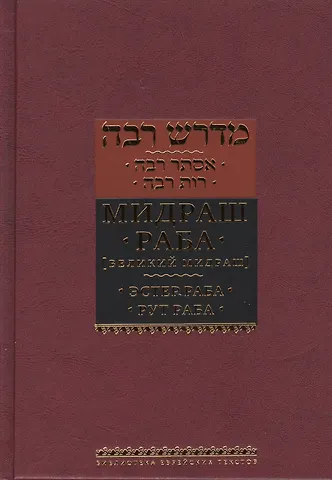 מדרש רבה
· אסתר רבה ·
· רות רבה ·
МИДРАШ
· РАБА ·
[ВЕЛИКИЙ МИДРАШ]
· ЭСТЕР РАБА ·
· РУТ РАБА ·
БИБЛИОТЕКА ЕВРЕЙСКИХ ТЕКСТОВ